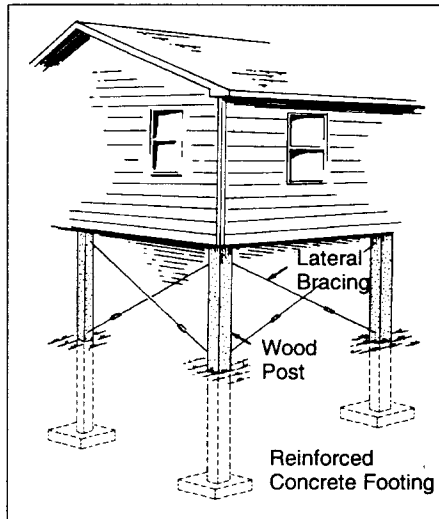 Lateral
Bracing
Wood
Post
Reinforced
Concrete Footing